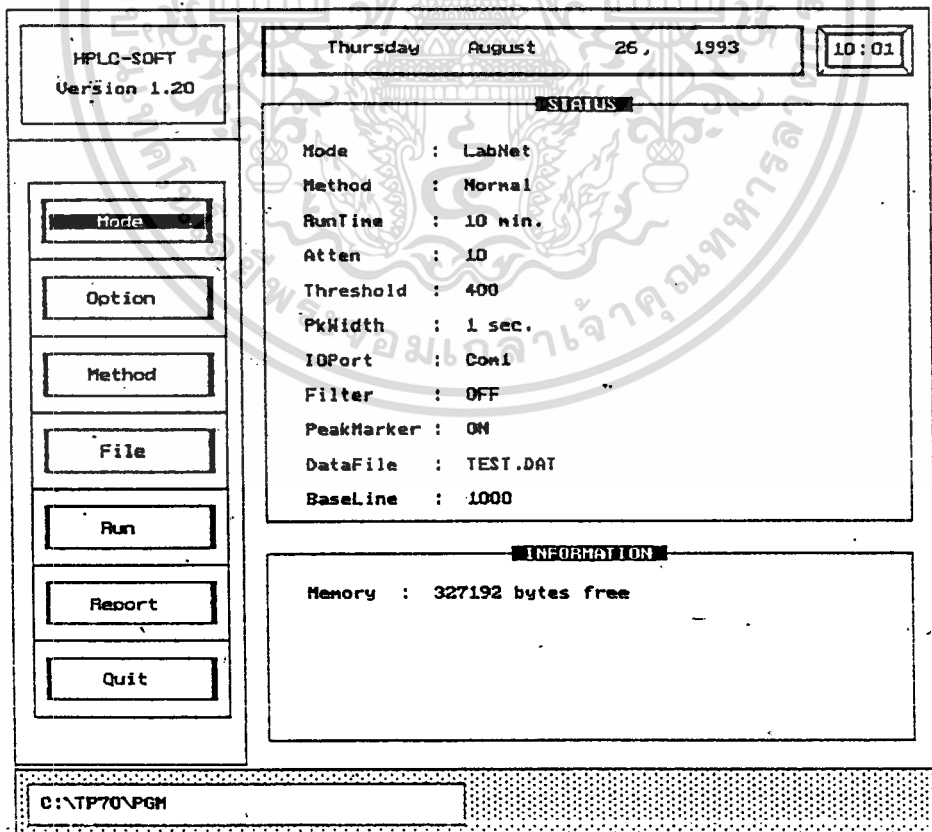 HPLC-SOFT
Version 1.20
Thursday August 26, 1993
10:01
STATUS
Mode : LabNet
Method : Normal
RunTime : 10 min.
Atten : 10
Threshold : 400
PkWidth : 1 sec.
IOPort : Com1
Filter : OFF
PeakMarker : ON
DataFile : TEST.DAT
BaseLine : 1000
Mode
Option
Method
File
Run
Report
Quit
INFORMATION
Memory : 327192 bytes free
C:\TP70\PGM